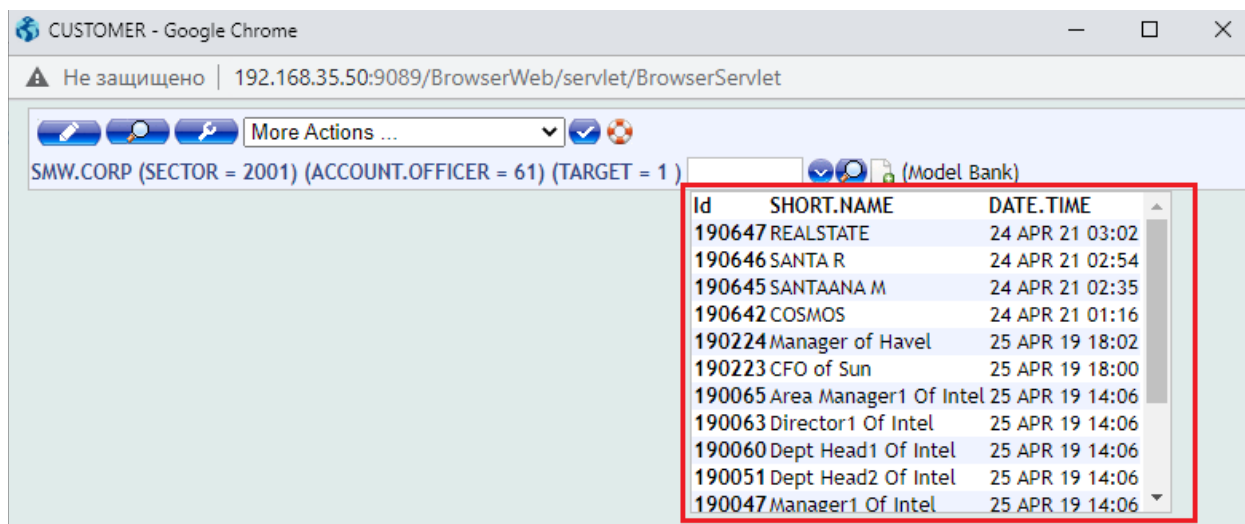 CUSTOMER - Google Chrome
Не защищено | 192.168.35.50:9089/BrowserWeb/servlet/BrowserServlet
More Actions ...
SMW.CORP (SECTOR = 2001) (ACCOUNT.OFFICER = 61) (TARGET = 1 ) (Model Bank)
Id SHORT.NAME DATE.TIME
190647 REALSTATE 24 APR 21 03:02
190646 SANTA R 24 APR 21 02:54
190645 SANTAANA M 24 APR 21 02:35
190642 COSMOS 24 APR 21 01:16
190224 Manager of Havel 25 APR 19 18:02
190223 CFO of Sun 25 APR 19 18:00
190065 Area Manager1 Of Intel 25 APR 19 14:06
190063 Director1 Of Intel 25 APR 19 14:06
190060 Dept Head1 Of Intel 25 APR 19 14:06
190051 Dept Head2 Of Intel 25 APR 19 14:06
190047 Manager1 Of Intel 25 APR 19 14:06